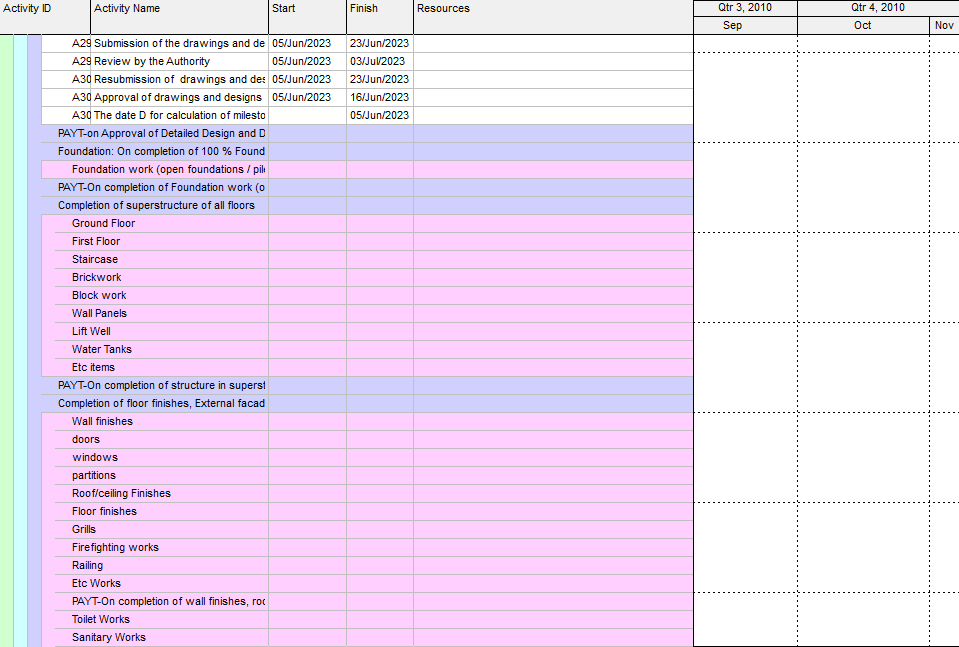 Activity ID Activity Name Start Finish Resources Qtr 3, 2010 Qtr 4, 2010
Sep Oct Nov
A29 Submission of the drawings and de 05/Jun/2023 23/Jun/2023
A29 Review by the Authority 05/Jun/2023 03/Jul/2023
A30 Resubmission of drawings and des 05/Jun/2023 23/Jun/2023
A30 Approval of drawings and designs 05/Jun/2023 16/Jun/2023
A30 The date D for calculation of milesto 05/Jun/2023
PAYT-on Approval of Detailed Design and D
Foundation: On completion of 100 % Found
Foundation work (open foundations / pil
PAYT-On completion of Foundation work (o
Completion of superstructure of all floors
Ground Floor
First Floor
Staircase
Brickwork
Block work
Wall Panels
Lift Well
Water Tanks
Etc items
PAYT-On completion of structure in superst
Completion of floor finishes, External facad
Wall finishes
doors
windows
partitions
Roof/ceiling Finishes
Floor finishes
Grills
Firefighting works
Railing
Etc Works
PAYT-On completion of wall finishes, roo
Toilet Works
Sanitary Works